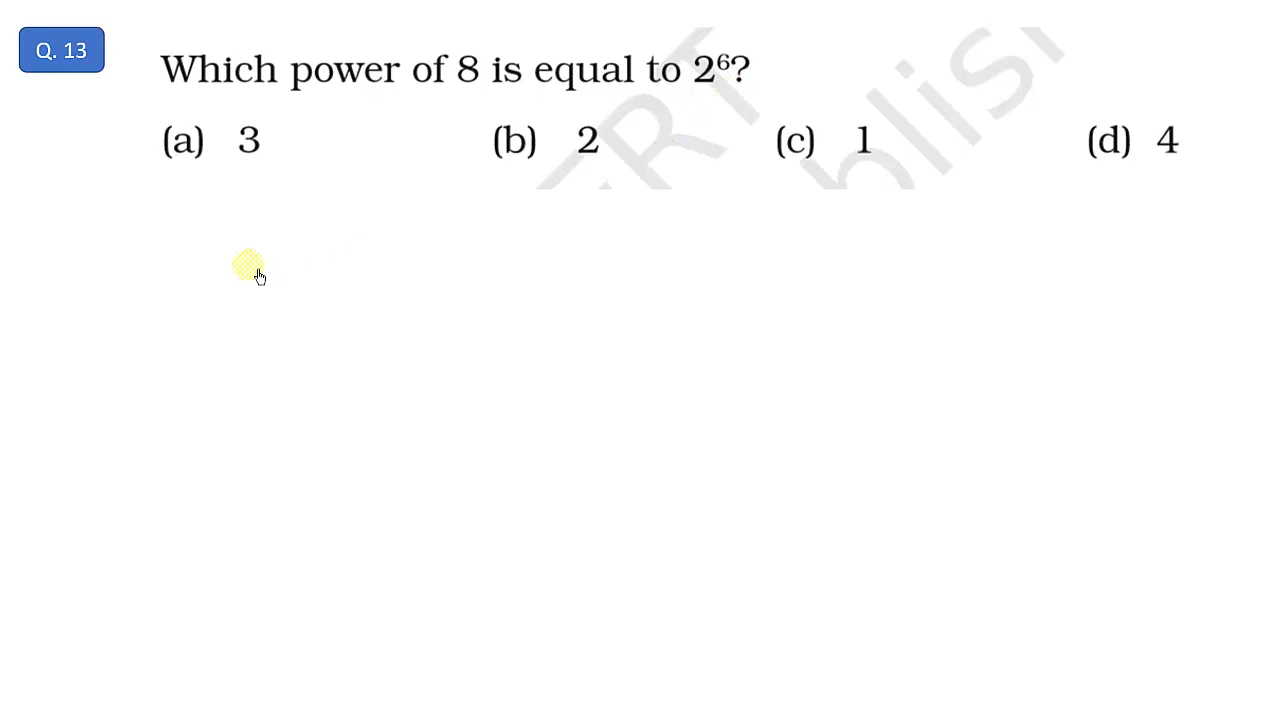 Q. 13
Which power of 8 is equal to 2⁶?
(a) 3 (b) 2 (c) 1 (d) 4